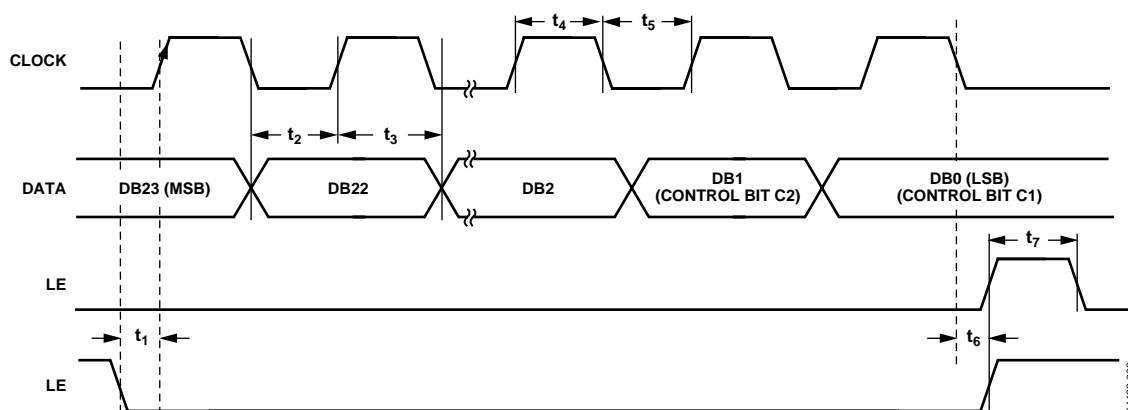 t4
t5
CLOCK
t2
t3
DATA
DB23 (MSB)
DB22
DB2
DB1
(CONTROL BIT C2)
DB0 (LSB)
(CONTROL BIT C1)
t7
LE
t1
t6
LE